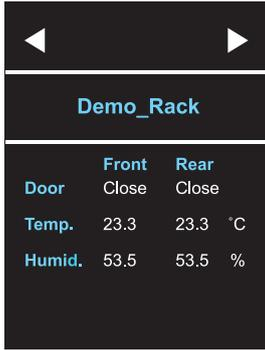 Demo_Rack
Front Rear
Door Close Close
Temp. 23.3 23.3 °C
Humid. 53.5 53.5 %